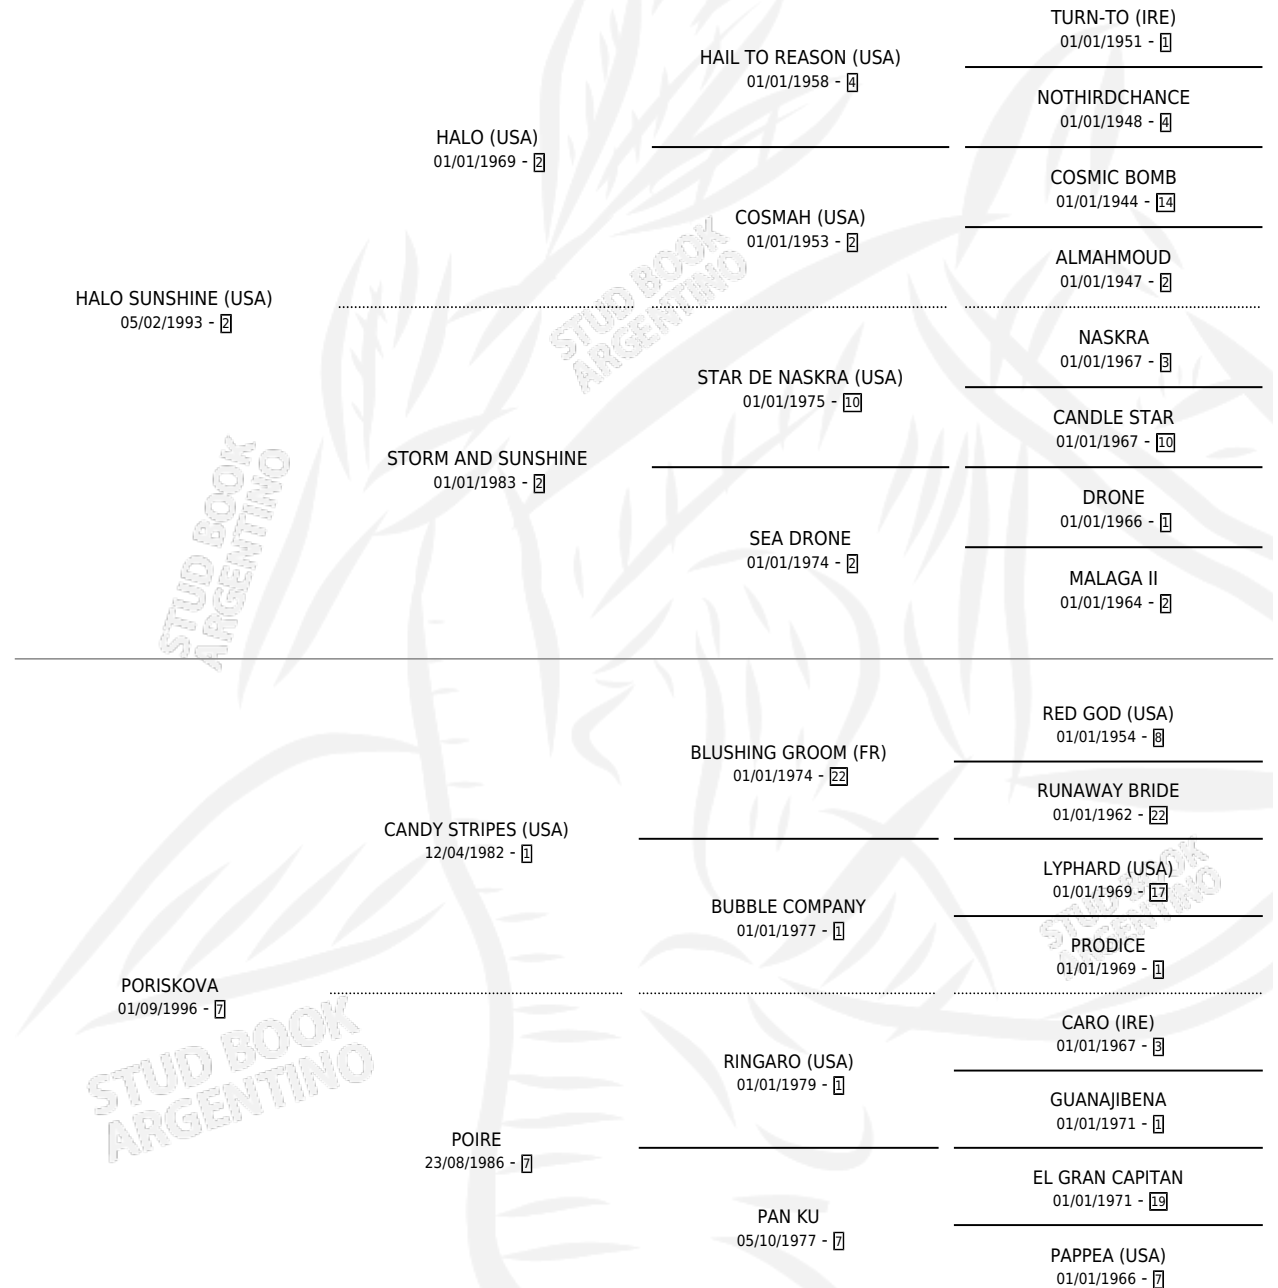 TURN-TO (IRE)
01/01/1951 - 1
HAIL TO REASON (USA)
01/01/1958 - 4
NOTHIRDCHANCE
01/01/1948 - 4
HALO (USA)
01/01/1969 - 2
COSMIC BOMB
01/01/1944 - 14
COSMAH (USA)
01/01/1953 - 2
ALMAHMOUD
01/01/1947 - 2
HALO SUNSHINE (USA)
05/02/1993 - 2
STUD BOOK
ARGENTINO
NASKRA
01/01/1967 - 3
STAR DE NASKRA (USA)
01/01/1975 - 10
CANDLE STAR
01/01/1967 - 10
STORM AND SUNSHINE
01/01/1983 - 2
DRONE
01/01/1966 - 1
SEA DRONE
01/01/1974 - 2
MALAGA II
01/01/1964 - 2
STUD BOOK
ARGENTINO
RED GOD (USA)
01/01/1954 - 8
BLUSHING GROOM (FR)
01/01/1974 - 22
RUNAWAY BRIDE
01/01/1962 - 22
CANDY STRIPES (USA)
12/04/1982 - 1
LYPHARD (USA)
01/01/1969 - 17
BUBBLE COMPANY
01/01/1977 - 1
STUD BOOK
ARGENTINO
PRODICE
01/01/1969 - 1
PORISKOVA
01/09/1996 - 7
CARO (IRE)
01/01/1967 - 3
STUD BOOK
ARGENTINO
RINGARO (USA)
01/01/1979 - 1
GUANAJIBENA
01/01/1971 - 1
POIRE
23/08/1986 - 7
EL GRAN CAPITAN
01/01/1971 - 19
PAN KU
05/10/1977 - 7
PAPPEA (USA)
01/01/1966 - 7